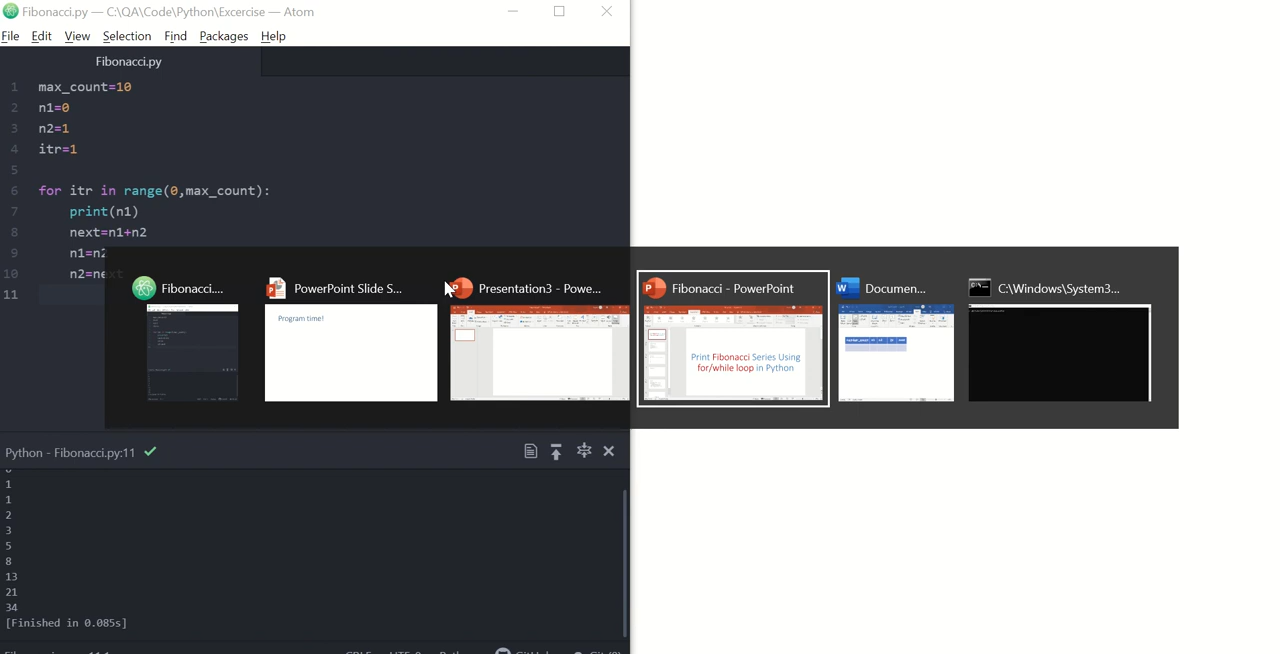 Fibonacci.py — C:\QA\Code\Python\Excercise — Atom
File Edit View Selection Find Packages Help
Fibonacci.py
1 max_count=10
2 n1=0
3 n2=1
4 itr=1
5
6 for itr in range(0,max_count):
7 print(n1)
8 next=n1+n2
9 n1=n2
10 n2=next
11
Fibonacci....
PowerPoint Slide S...
Presentation3 - Powe...
Fibonacci - PowerPoint
Documen...
C:\Windows\System3...
Program time!
Print Fibonacci Series Using
for/while loop in Python
Python - Fibonacci.py:11
0
1
1
2
3
5
8
13
21
34
[Finished in 0.085s]